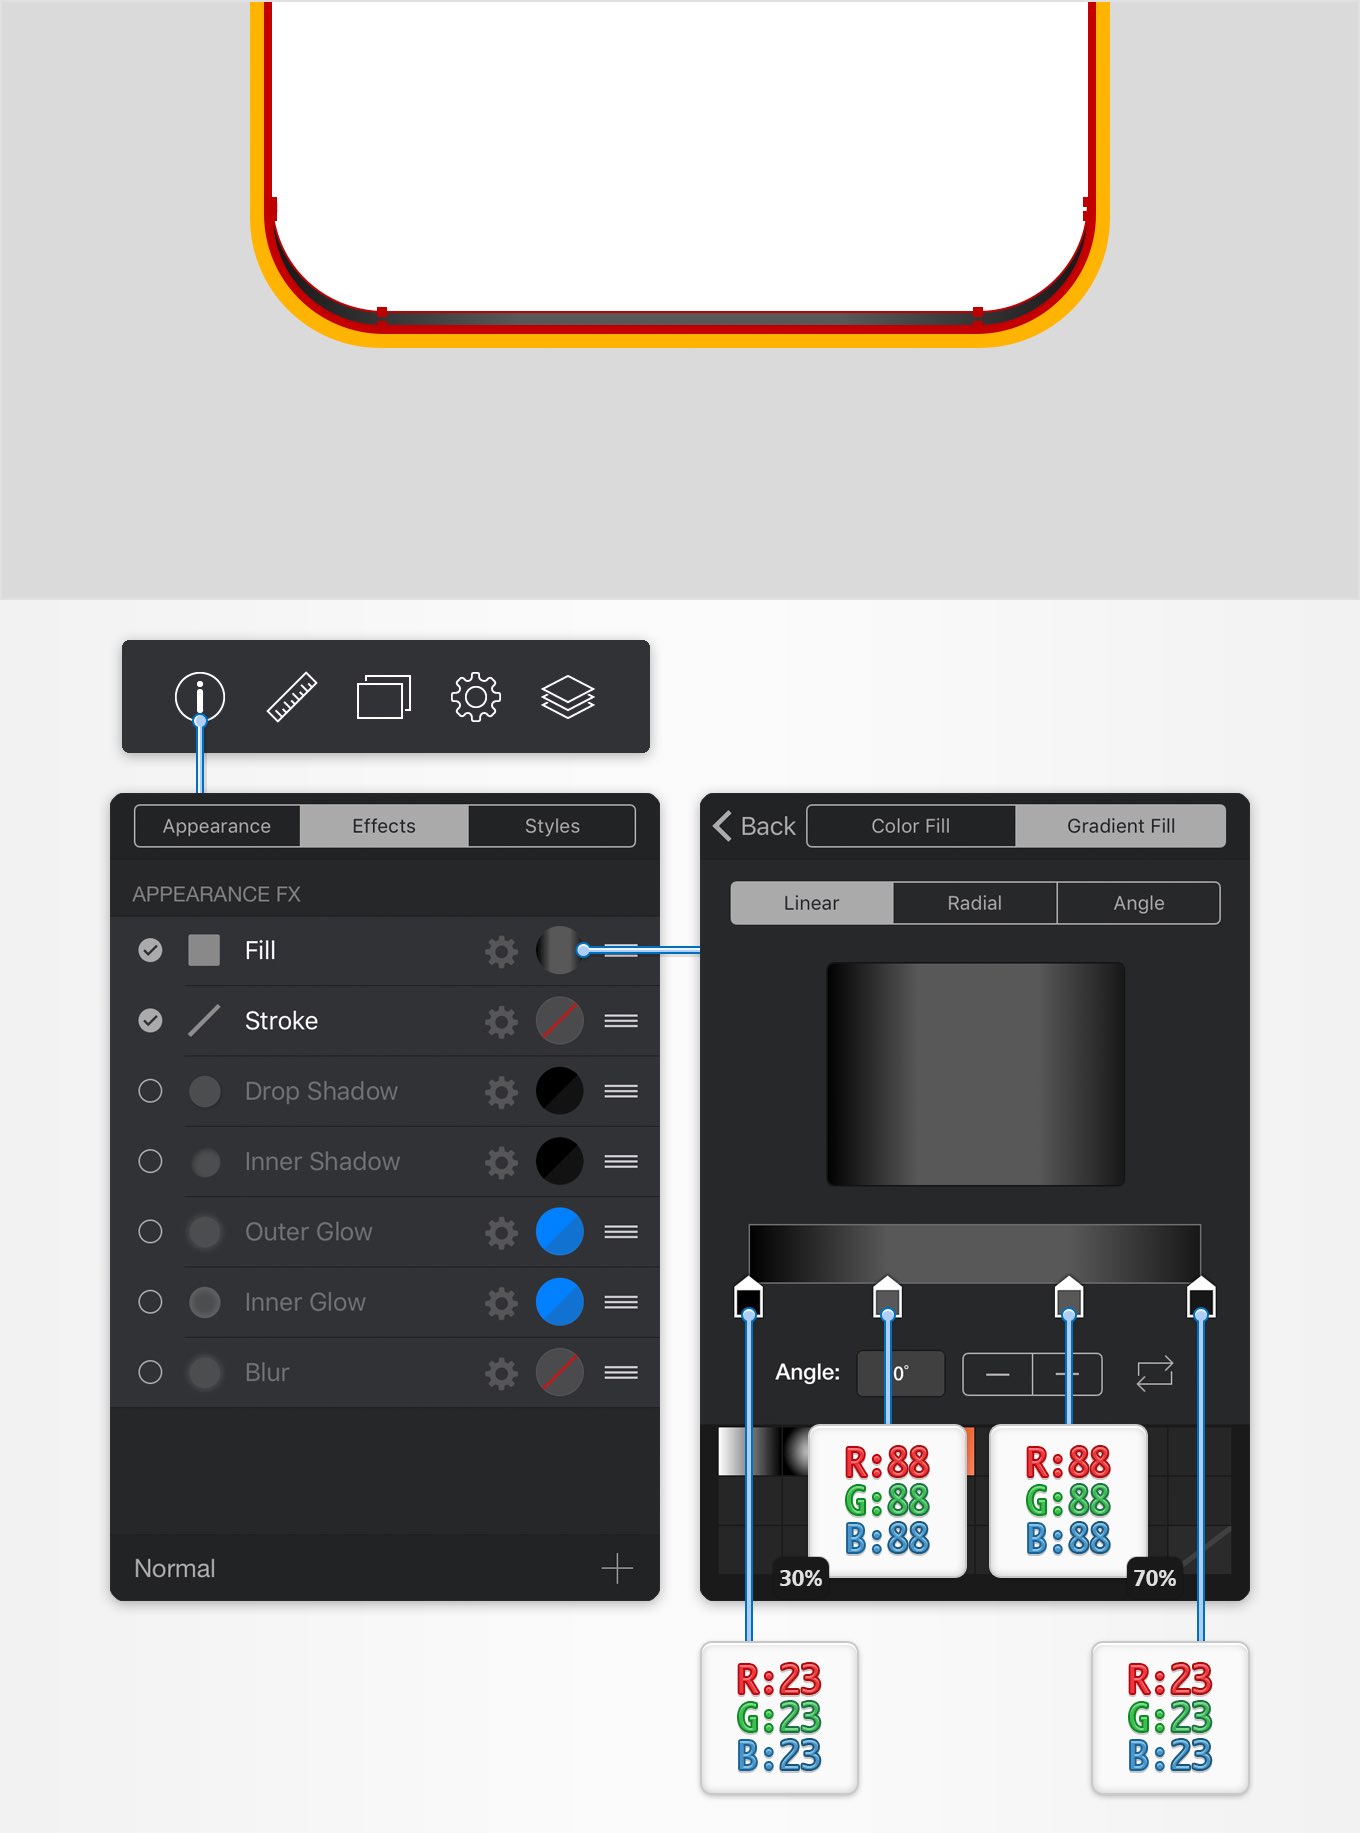 Appearance
Effects
Styles
APPEARANCE FX
Fill
Stroke
Drop Shadow
Inner Shadow
Outer Glow
Inner Glow
Blur
Normal
Back
Color Fill
Gradient Fill
Linear
Radial
Angle
Angle:
0°
R:88
G:88
B:88
30%
R:88
G:88
B:88
70%
R:23
G:23
B:23
R:23
G:23
B:23